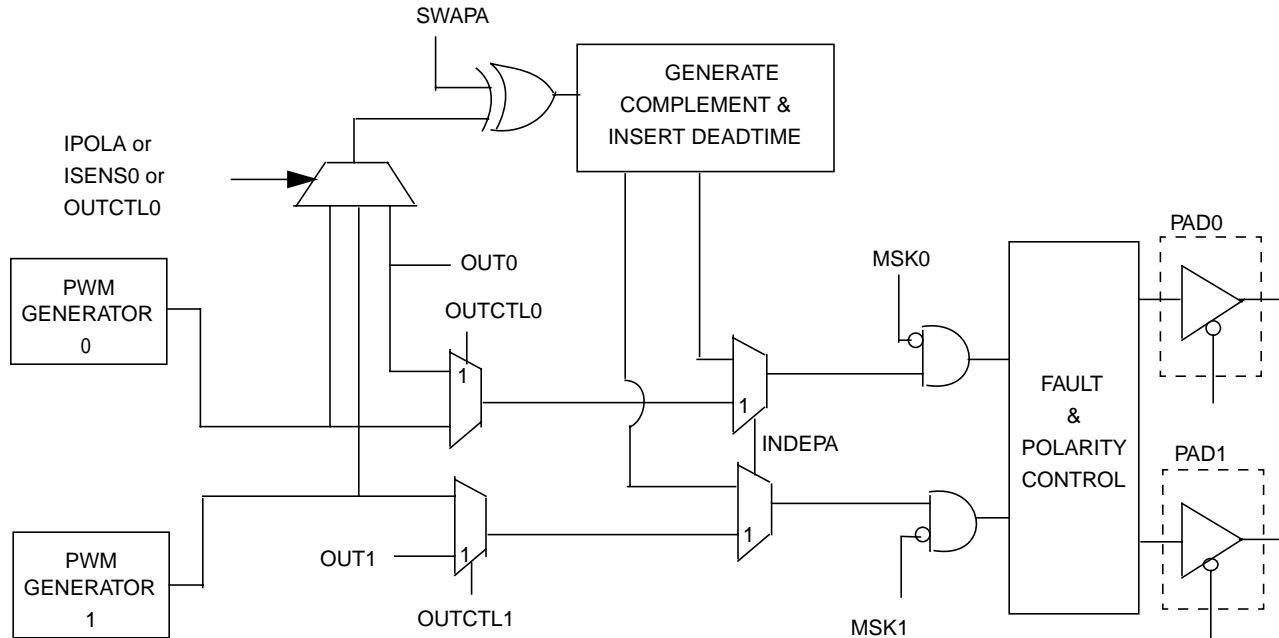 SWAPA
GENERATE
COMPLEMENT &
INSERT DEADTIME
IPOLA or
ISENS0 or
OUTCTL0
PWM
GENERATOR
0
OUT0
OUTCTL0
1
1
MSK0
PAD0
FAULT
&
POLARITY
CONTROL
INDEPA
PAD1
PWM
GENERATOR
1
OUT1
1
1
OUTCTL1
MSK1